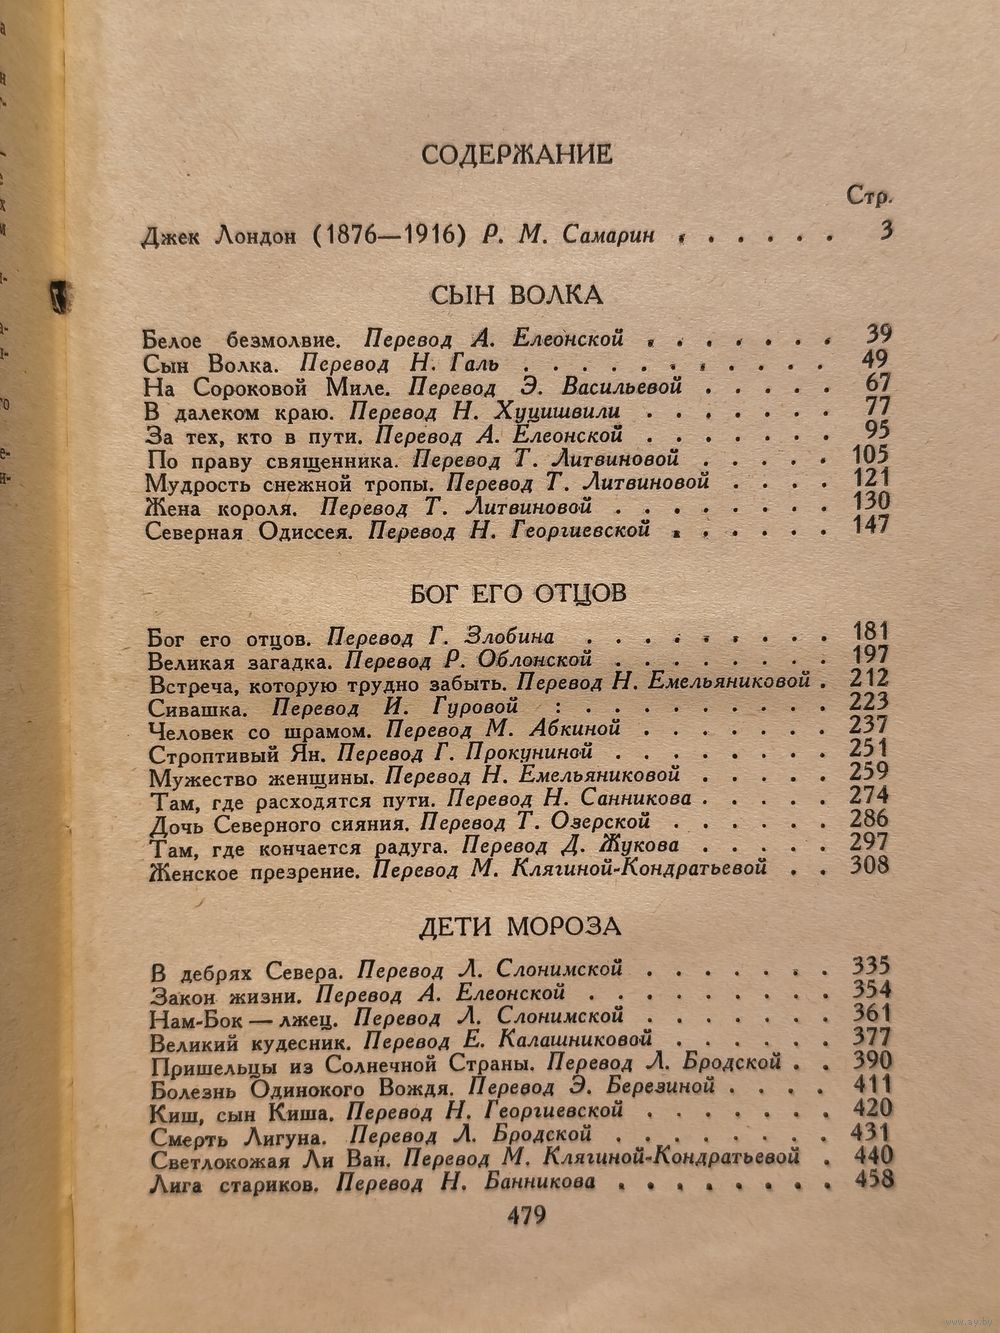 СОДЕРЖАНИЕ
Стр.
Джек Лондон (1876—1916) Р. М. Самарин . . . . . . 3
СЫН ВОЛКА
Белое безмолвие. Перевод А. Елеонской . . . . . . . 39
Сын Волка. Перевод Н. Галь . . . . . . . . . . . 49
На Сороковой Миле. Перевод Э. Васильевой . . . . . 67
В далеком краю. Перевод Н. Хуцишвили . . . . . . . 77
За тех, кто в пути. Перевод А. Елеонской . . . . . . . 95
По праву священника. Перевод Т. Литвиновой . . . . . 105
Мудрость снежной тропы. Перевод Т. Литвиновой . . . . 121
Жена короля. Перевод Т. Литвиновой . . . . . . . . 130
Северная Одиссея. Перевод Н. Георгиевской . . . . . . 147
БОГ ЕГО ОТЦОВ
Бог его отцов. Перевод Г. Злобина . . . . . . . . . 181
Великая загадка. Перевод Р. Облонской . . . . . . . . 197
Встреча, которую трудно забыть. Перевод Н. Емельяниковой . 212
Сивашка. Перевод И. Гуровой : . . . . . . . . . 223
Человек со шрамом. Перевод М. Абкиной . . . . . . . 237
Строптивый Ян. Перевод Г. Прокуниной . . . . . . . . 251
Мужество женщины. Перевод Н. Емельяниковой . . . . . 259
Там, где расходятся пути. Перевод Н. Санникова . . . . . 274
Дочь Северного сияния. Перевод Т. Озерской . . . . . . 286
Там, где кончается радуга. Перевод Д. Жукова . . . . . 297
Женское презрение. Перевод М. Клягиной-Кондратьевой . . 308
ДЕТИ МОРОЗА
В дебрях Севера. Перевод Л. Слонимской . . . . . . . 335
Закон жизни. Перевод А. Елеонской . . . . . . . . . 354
Нам-Бок — лжец. Перевод Л. Слонимской . . . . . . . 361
Великий кудесник. Перевод Е. Калашниковой . . . . . . 377
Пришельцы из Солнечной Страны. Перевод Л. Бродской . . 390
Болезнь Одинокого Вождя. Перевод Э. Березиной . . . . 411
Киш, сын Киша. Перевод Н. Георгиевской . . . . . . . 420
Смерть Лигуна. Перевод Л. Бродской . . . . . . . . 431
Светлокожая Ли Ван. Перевод М. Клягиной-Кондратьевой . 440
Лига стариков. Перевод Н. Банникова . . . . . . . . 458
479
www.ay.by